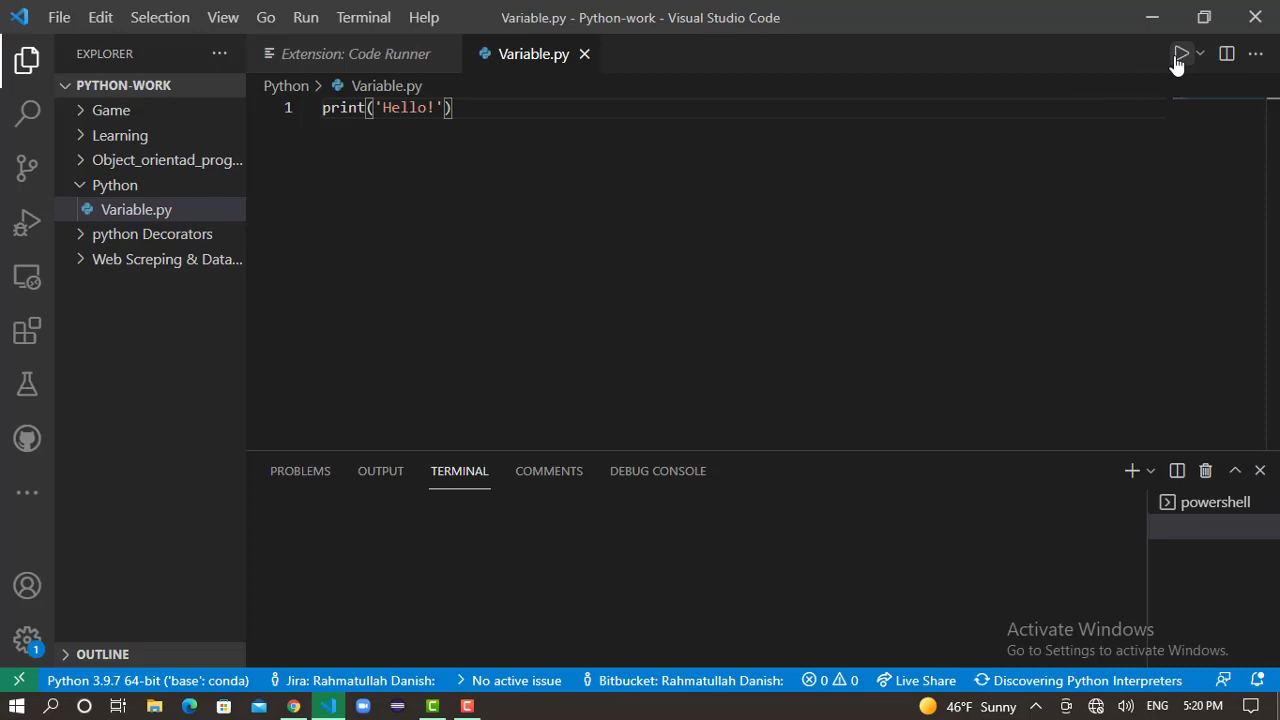 File Edit Selection View Go Run Terminal Help Variable.py - Python-work - Visual Studio Code
EXPLORER Extension: Code Runner Variable.py
PYTHON-WORK Python Variable.py
1 print('Hello!')
Game
Learning
Object_orientad_prog...
Python
Variable.py
python Decorators
Web Screping & Data...
PROBLEMS OUTPUT TERMINAL COMMENTS DEBUG CONSOLE
powershell
Activate Windows
Go to Settings to activate Windows.
1
OUTLINE
Python 3.9.7 64-bit ('base': conda) Jira: Rahmatullah Danish: No active issue Bitbucket: Rahmatullah Danish: 0 0 Live Share Discovering Python Interpreters
46°F Sunny ENG 5:20 PM